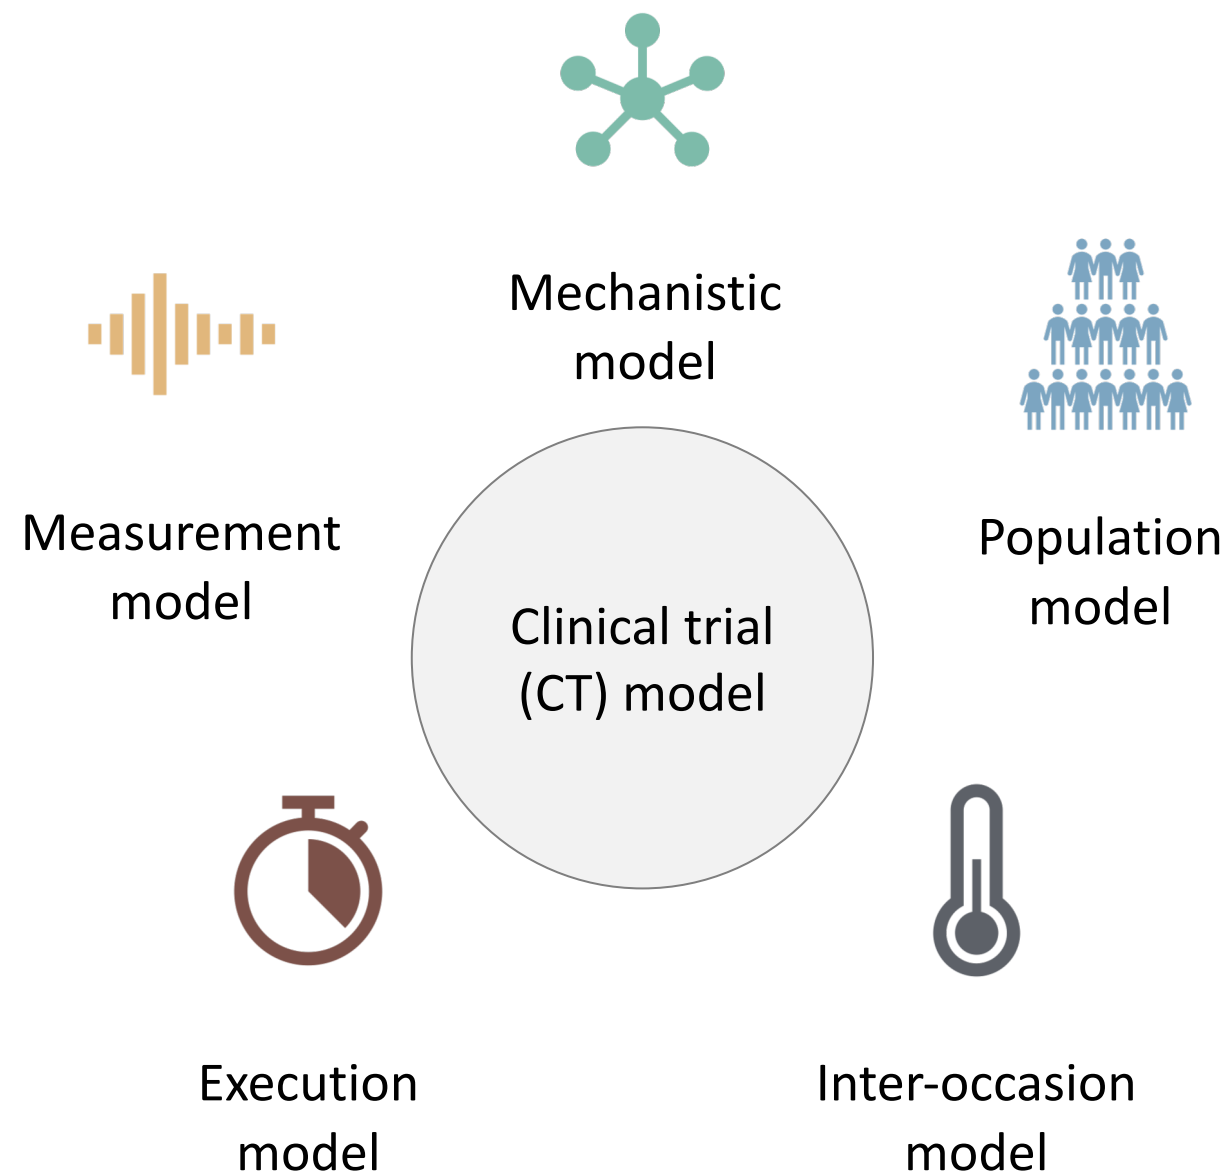 Mechanistic
model
Measurement
model
Population
model
Clinical trial
(CT) model
Execution
model
Inter-occasion
model